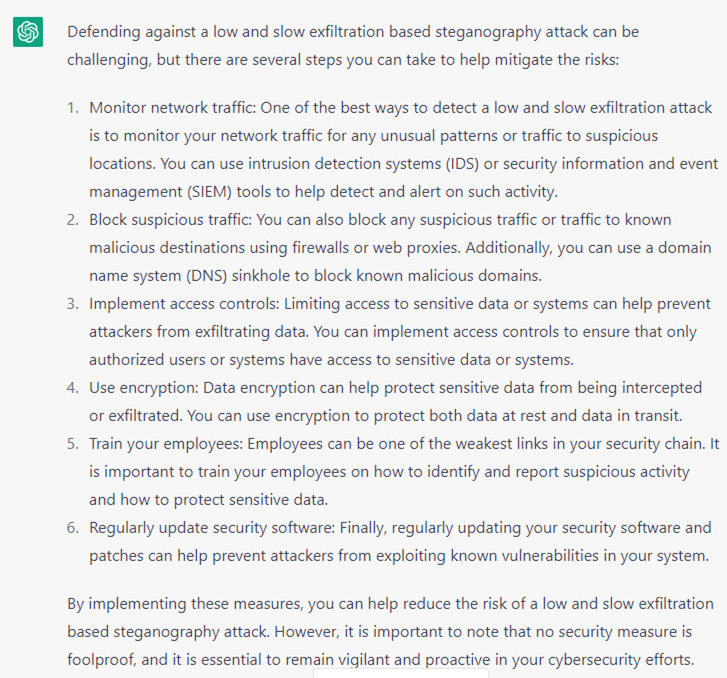 Defending against a low and slow exfiltration based steganography attack can be
challenging, but there are several steps you can take to help mitigate the risks:
1. Monitor network traffic: One of the best ways to detect a low and slow exfiltration attack
is to monitor your network traffic for any unusual patterns or traffic to suspicious
locations. You can use intrusion detection systems (IDS) or security information and event
management (SIEM) tools to help detect and alert on such activity.
2. Block suspicious traffic: You can also block any suspicious traffic or traffic to known
malicious destinations using firewalls or web proxies. Additionally, you can use a domain
name system (DNS) sinkhole to block known malicious domains.
3. Implement access controls: Limiting access to sensitive data or systems can help prevent
attackers from exfiltrating data. You can implement access controls to ensure that only
authorized users or systems have access to sensitive data or systems.
4. Use encryption: Data encryption can help protect sensitive data from being intercepted
or exfiltrated. You can use encryption to protect both data at rest and data in transit.
5. Train your employees: Employees can be one of the weakest links in your security chain. It
is important to train your employees on how to identify and report suspicious activity
and how to protect sensitive data.
6. Regularly update security software: Finally, regularly updating your security software and
patches can help prevent attackers from exploiting known vulnerabilities in your system.
By implementing these measures, you can help reduce the risk of a low and slow exfiltration
based steganography attack. However, it is important to note that no security measure is
foolproof, and it is essential to remain vigilant and proactive in your cybersecurity efforts.